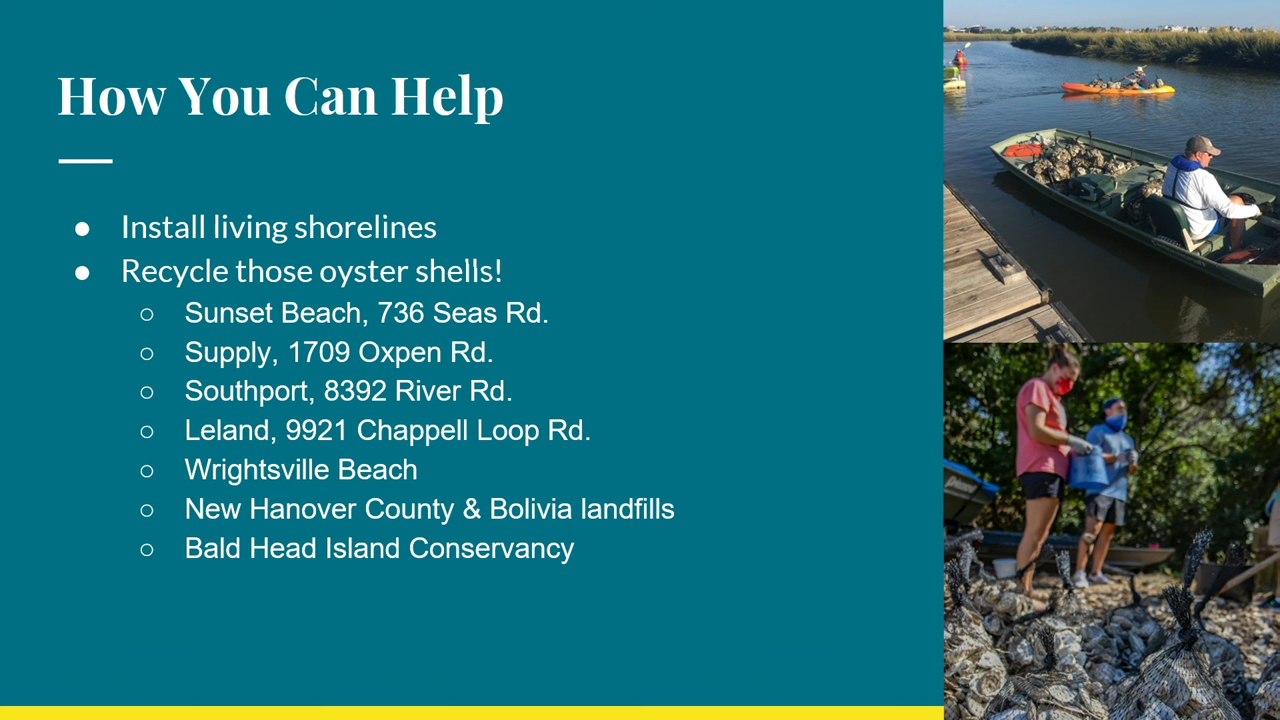 How You Can Help
● Install living shorelines
● Recycle those oyster shells!
○ Sunset Beach, 736 Seas Rd.
○ Supply, 1709 Oxpen Rd.
○ Southport, 8392 River Rd.
○ Leland, 9921 Chappell Loop Rd.
○ Wrightsville Beach
○ New Hanover County & Bolivia landfills
○ Bald Head Island Conservancy